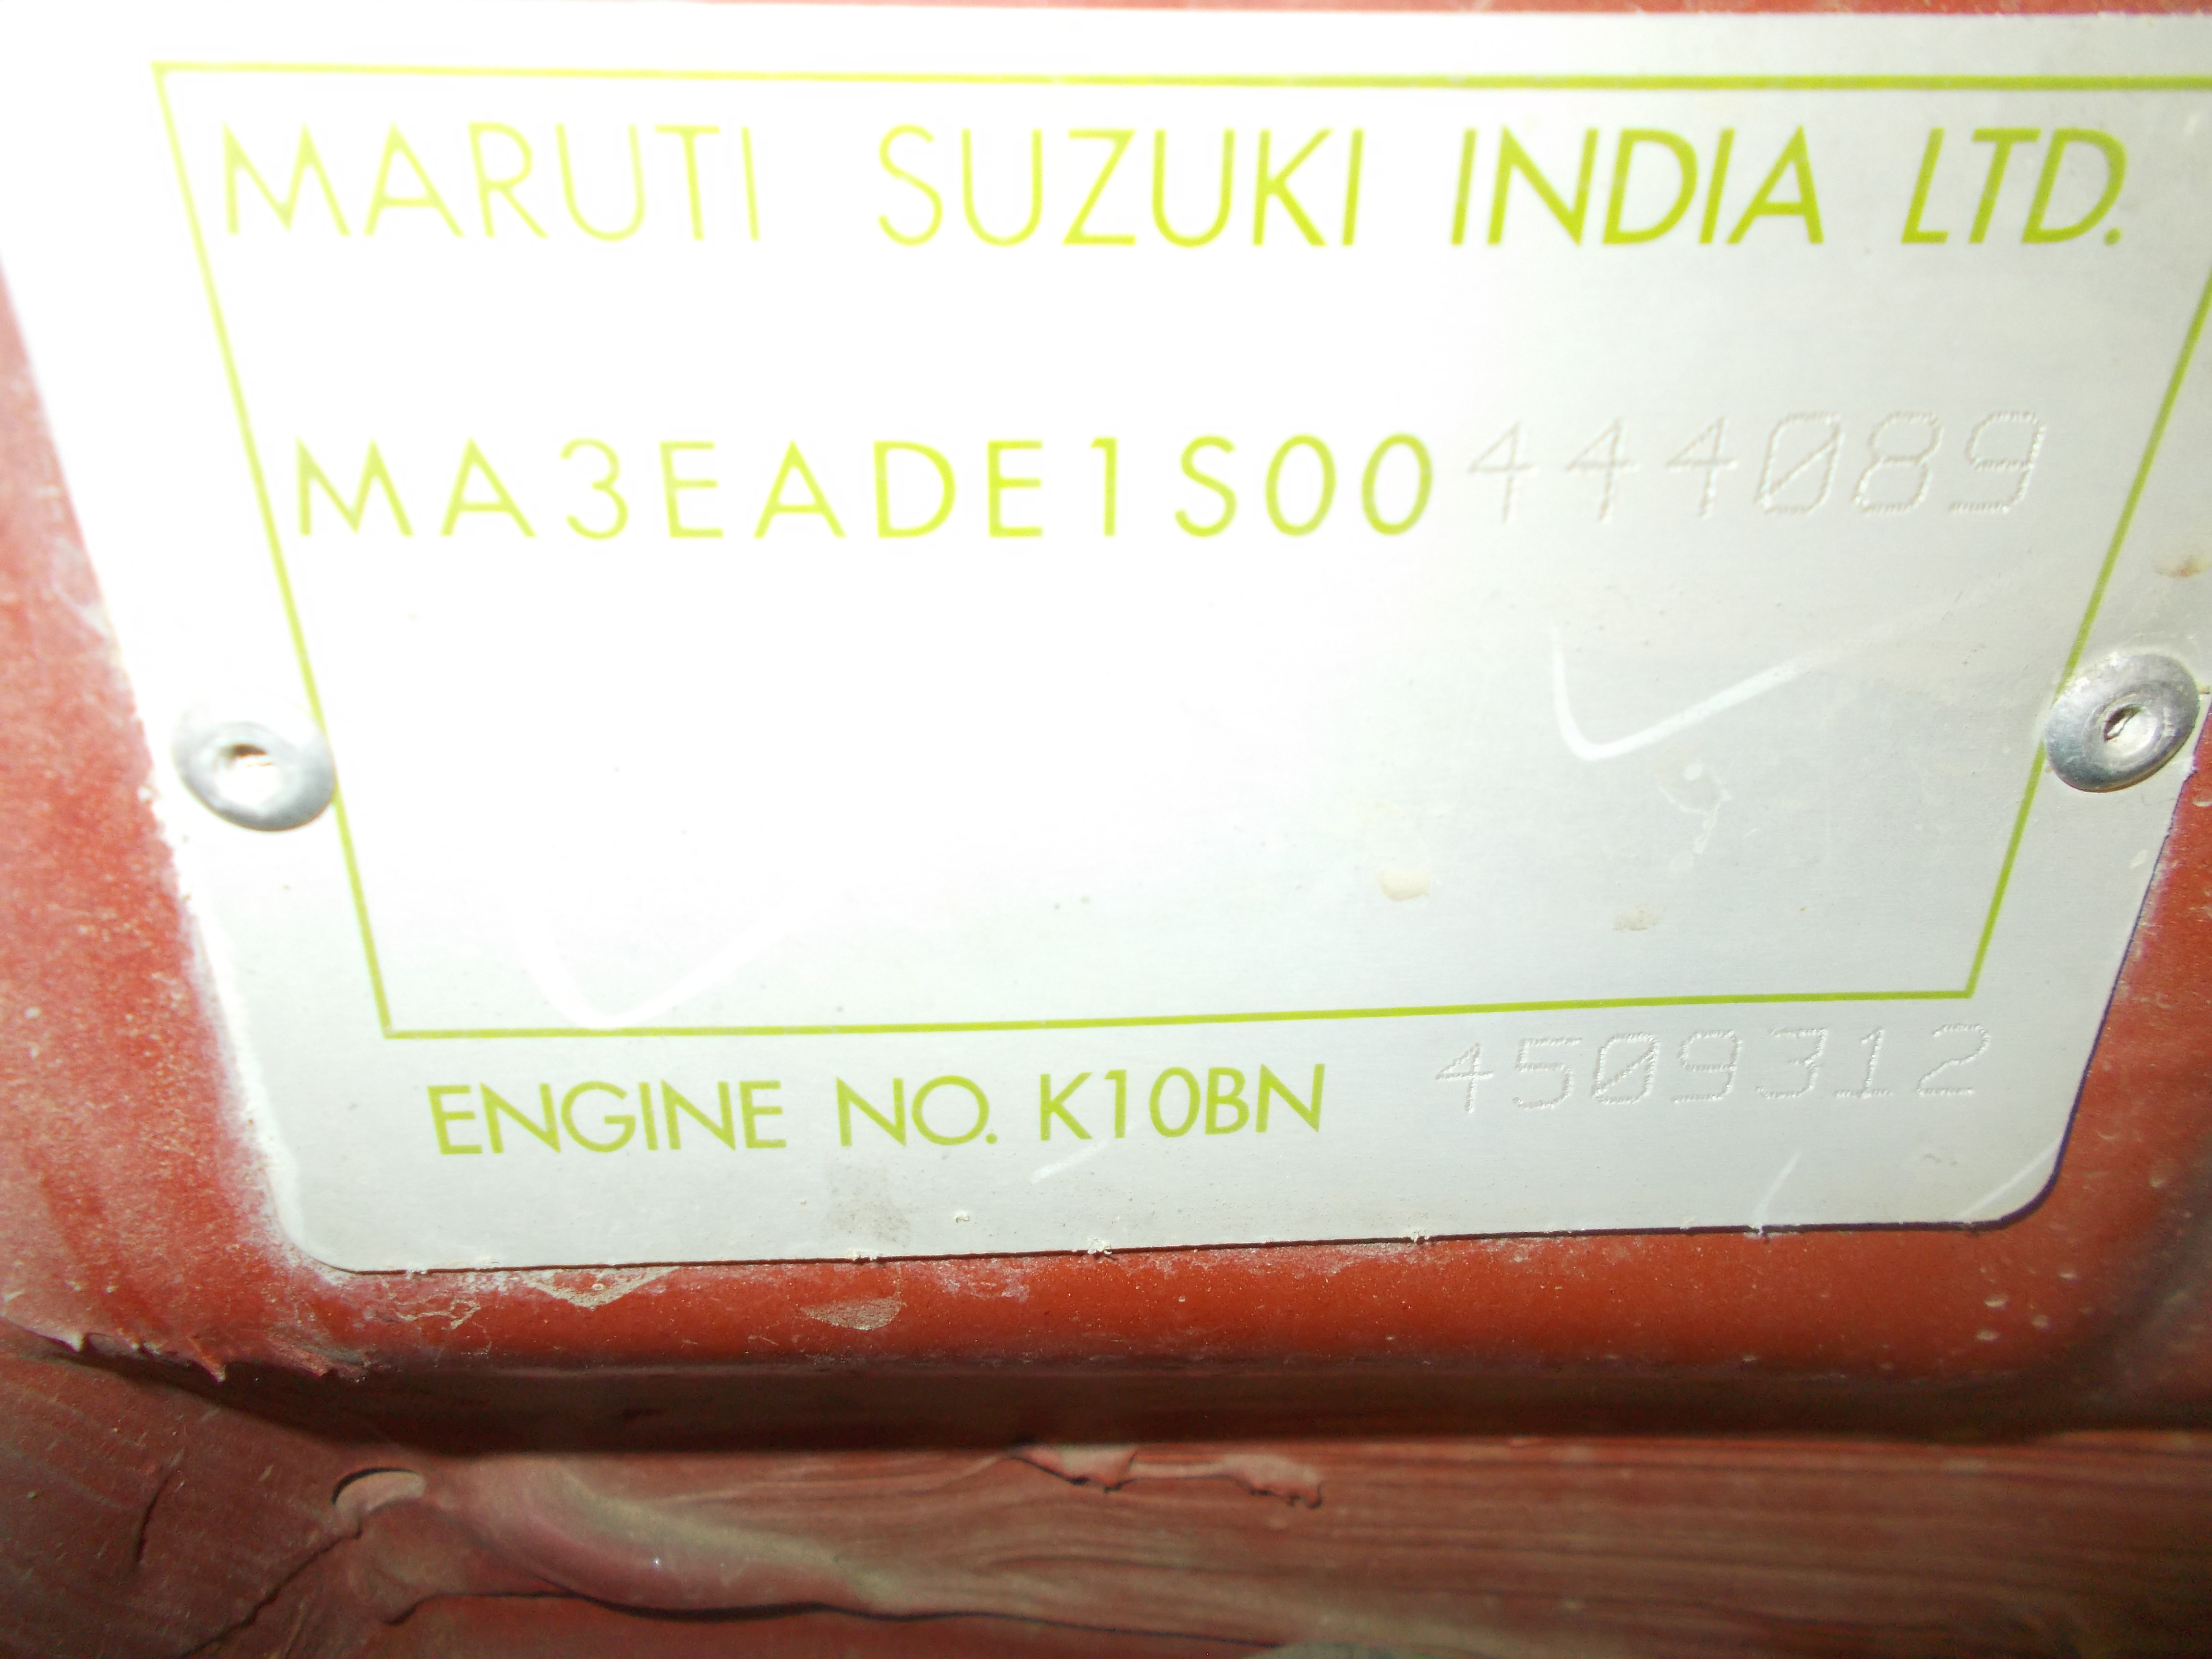 MARUTI SUZUKI INDIA LTD.
MA3EADE1S00444089
ENGINE NO. K10BN 4509312